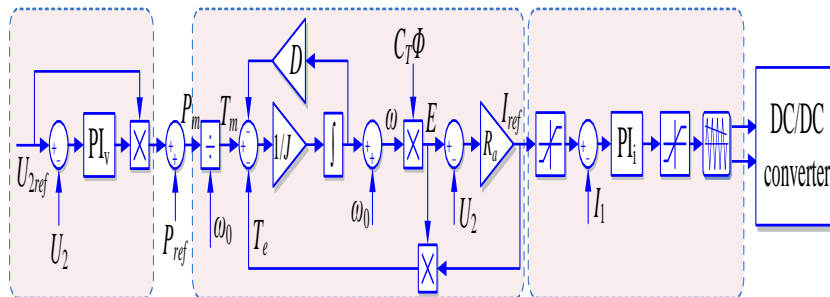 U2ref
U2
PIv
×
Pm
Pref
÷
ω0
Tm
Te
D
1/J
∫
ω0
ω
CTΦ
×
E
×
U2
Ra
Iref
I1
PIi
DC/DC
converter